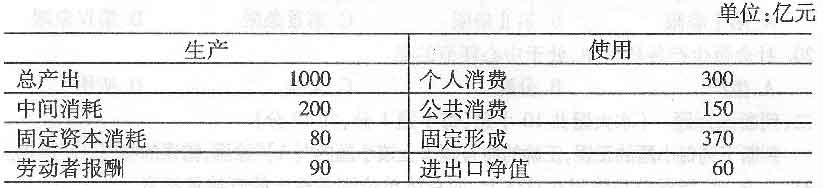 单位:亿元
生产 使用
总产出 1000 个人消费 300
中间消耗 200 公共消费 150
固定资本消耗 80 固定形成 370
劳动者报酬 90 进出口净值 60